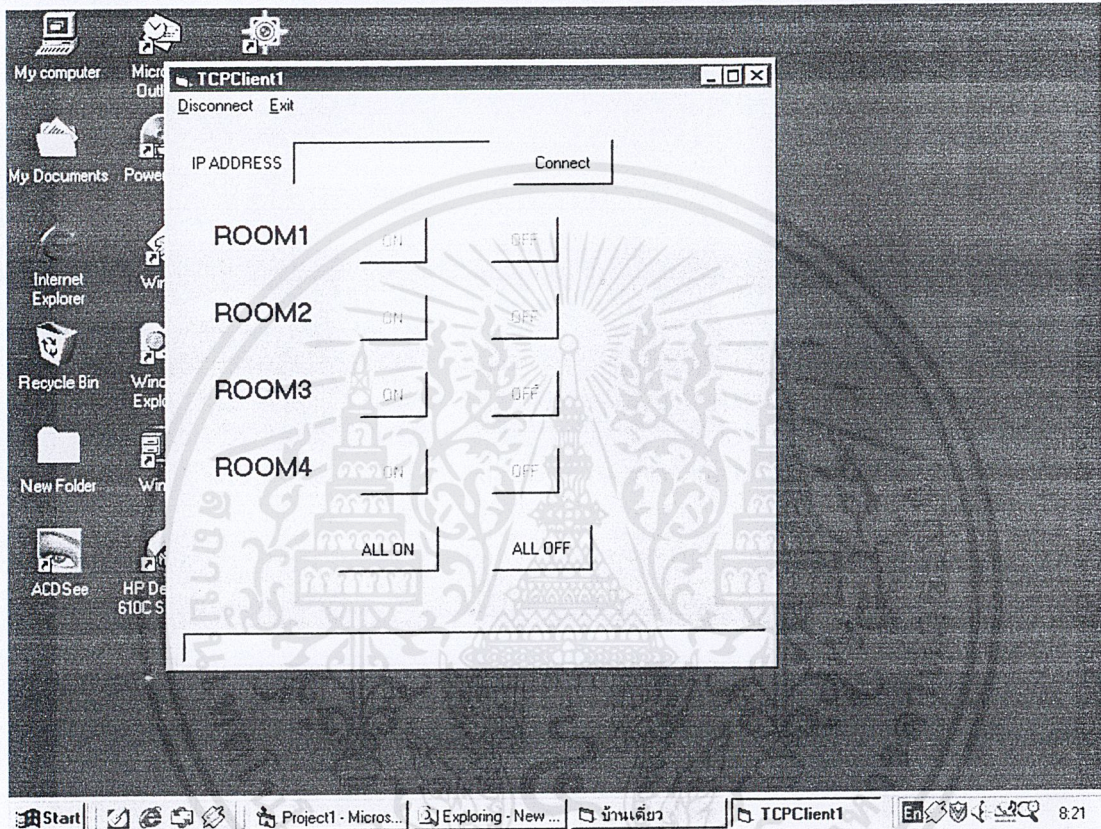 My computer
Micro
Outl
TCPClient1
Disconnect Exit
IP ADDRESS
Connect
My Documents
Power
ROOM1
ON
OFF
Internet
Explorer
Win
ROOM2
ON
OFF
Recycle Bin
Wind
Explo
ROOM3
ON
OFF
New Folder
Win
ROOM4
ON
OFF
ACDSee
HP De
610C S
ALL ON
ALL OFF
Start
Project1 - Micros...
Exploring - New ...
บ้านเดี่ยว
TCPClient1
En
8:21